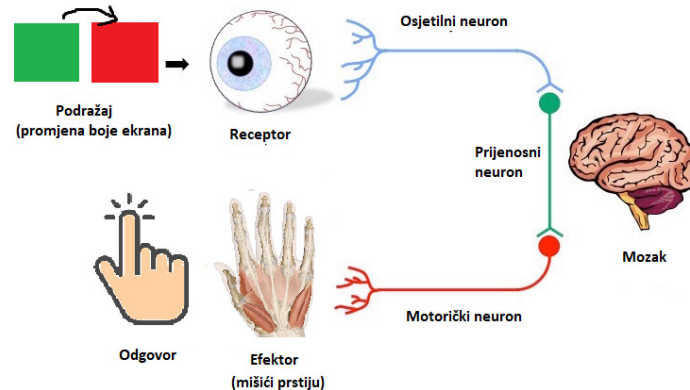 Osjetilni neuron
Podražaj
(promjena boje ekrana)
Receptor
Prijenosni
neuron
Mozak
Motorički neuron
Odgovor
Efektor
(mišići prstiju)